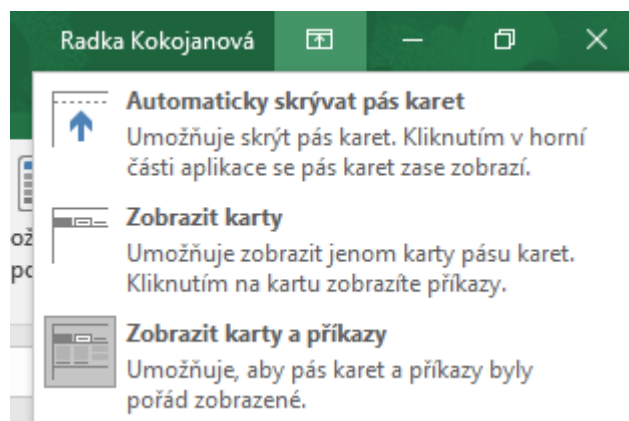 Radka Kokojanová
Automaticky skrývat pás karet
Umožňuje skrýt pás karet. Kliknutím v horní
části aplikace se pás karet zase zobrazí.
Zobrazit karty
Umožňuje zobrazit jenom karty pásu karet.
Kliknutím na kartu zobrazíte příkazy.
Zobrazit karty a příkazy
Umožňuje, aby pás karet a příkazy byly
pořád zobrazené.